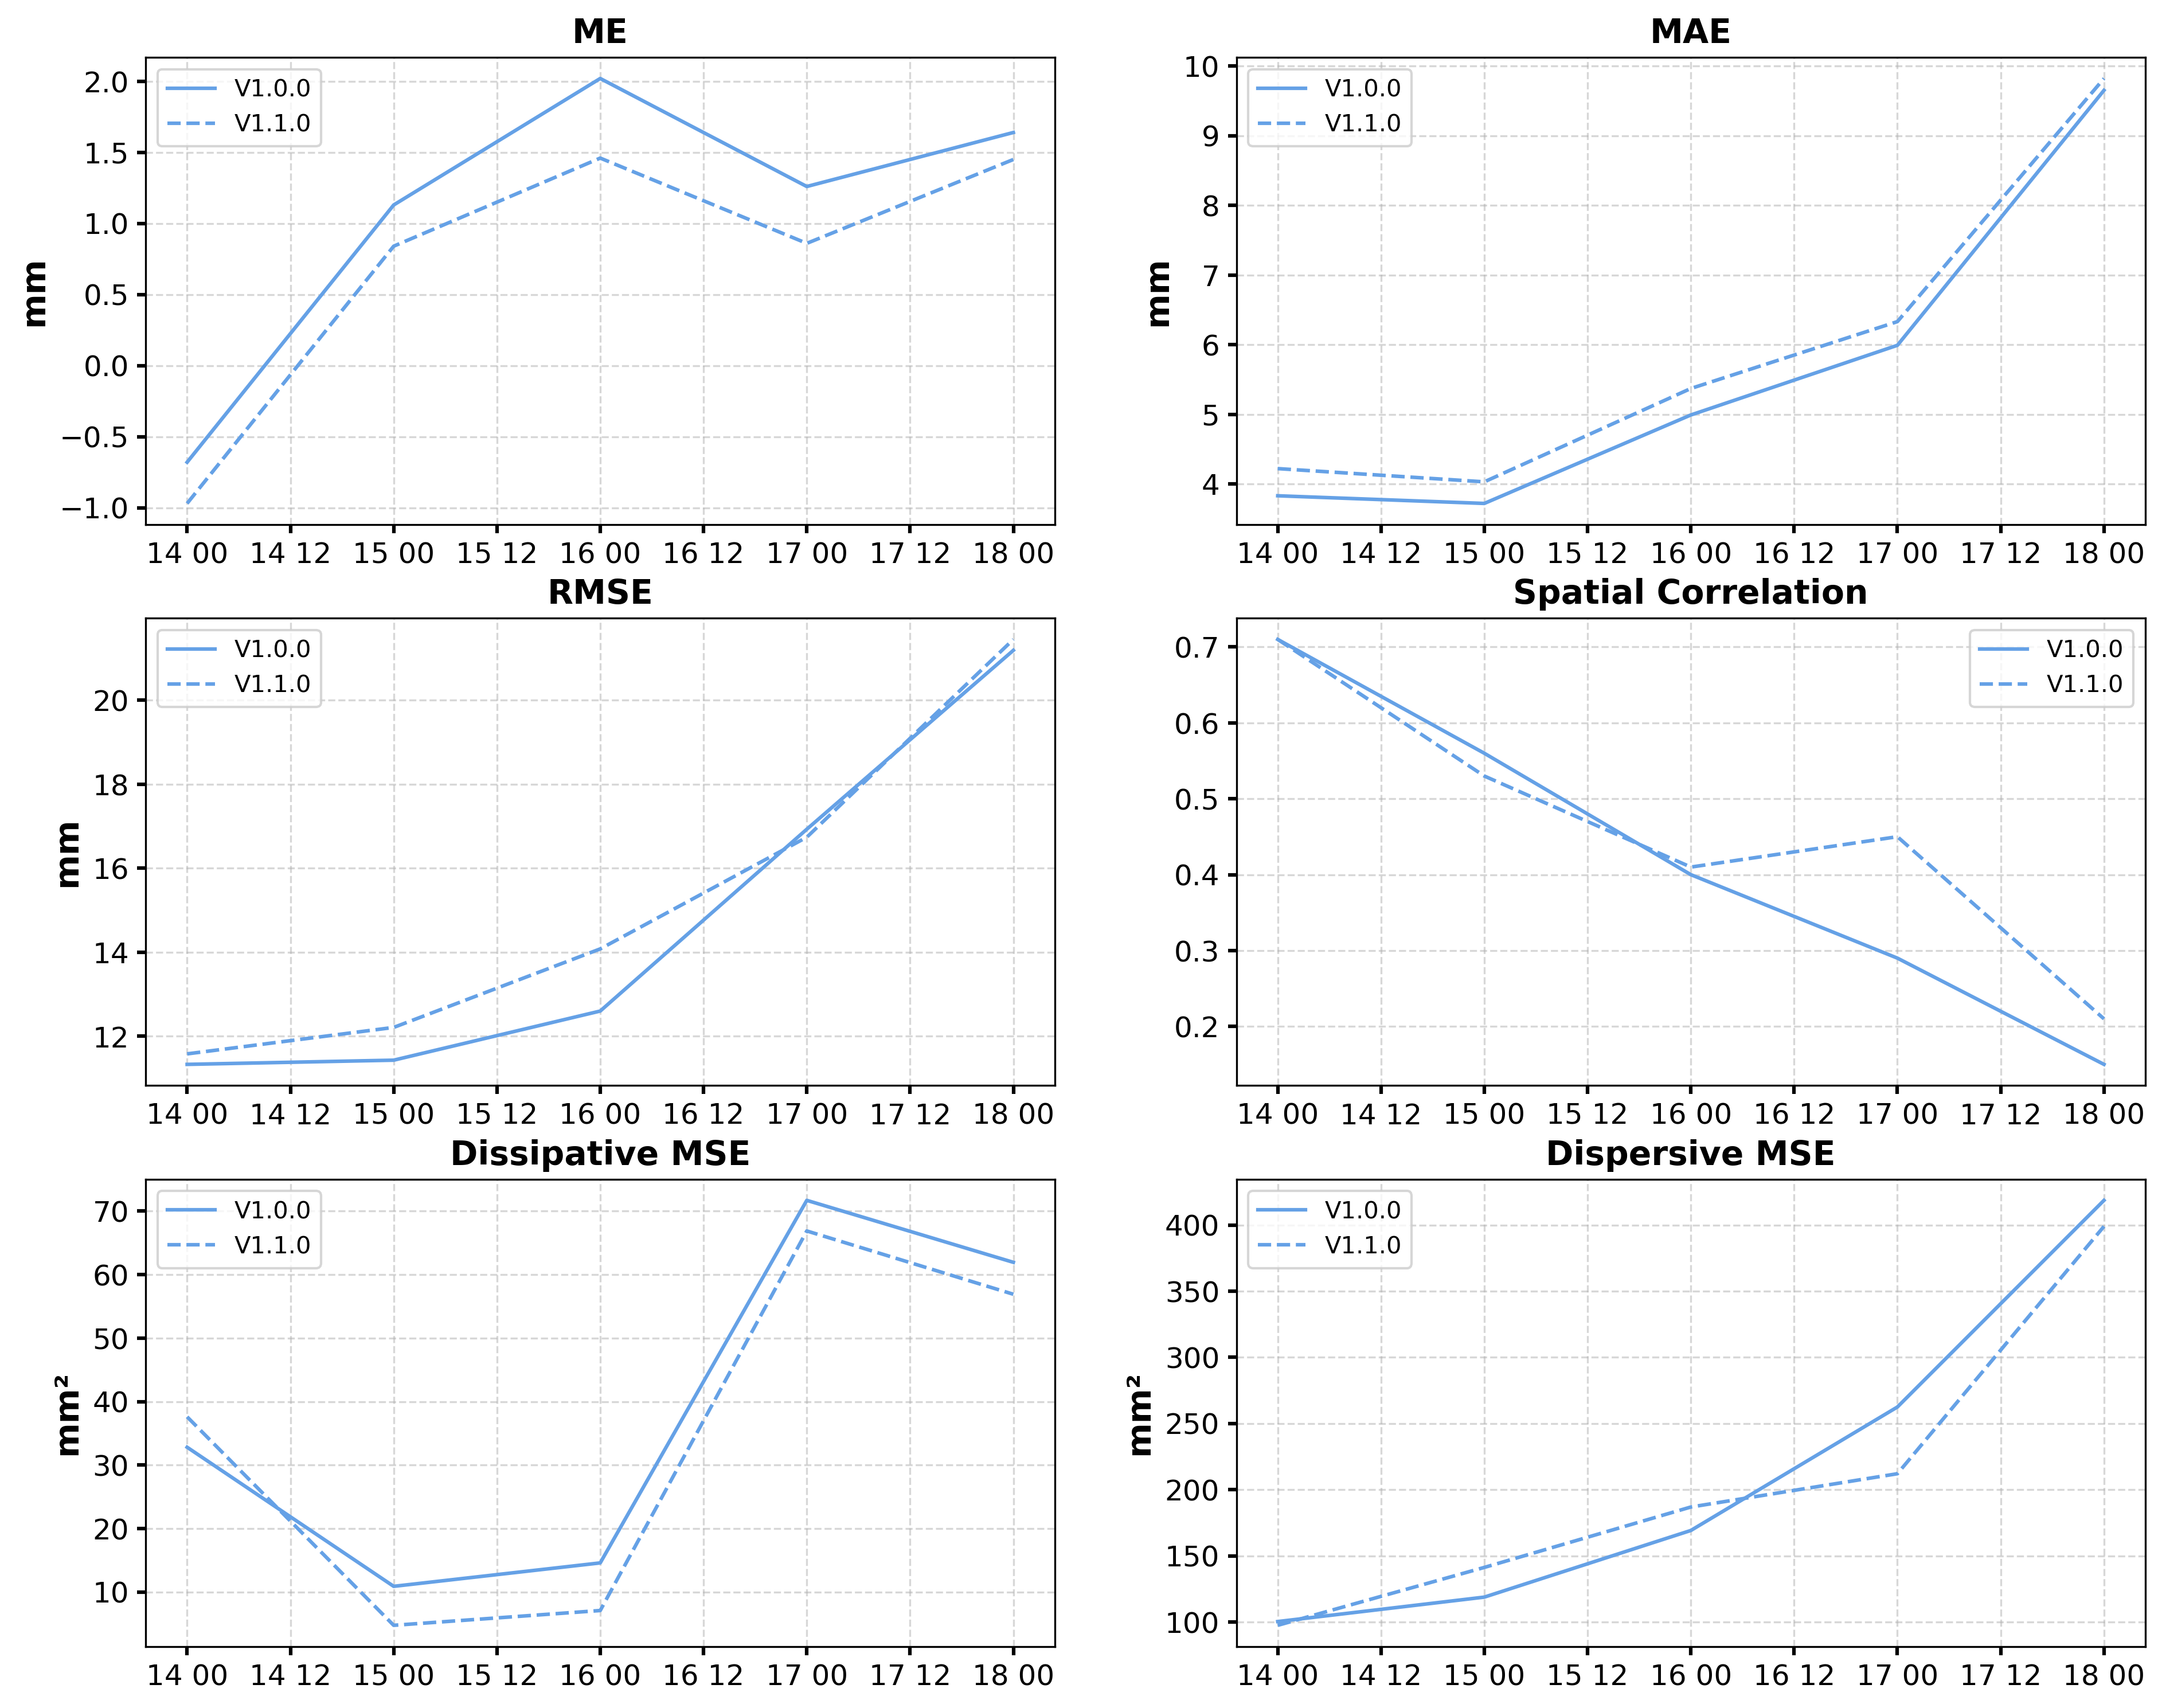 ME
V1.0.0
V1.1.0
2.0
1.5
1.0
0.5
0.0
−0.5
−1.0
mm
14 00 14 12 15 00 15 12 16 00 16 12 17 00 17 12 18 00
MAE
V1.0.0
V1.1.0
10
9
8
7
6
5
4
mm
14 00 14 12 15 00 15 12 16 00 16 12 17 00 17 12 18 00
RMSE
V1.0.0
V1.1.0
20
18
16
14
12
mm
14 00 14 12 15 00 15 12 16 00 16 12 17 00 17 12 18 00
Spatial Correlation
V1.0.0
V1.1.0
0.7
0.6
0.5
0.4
0.3
0.2
14 00 14 12 15 00 15 12 16 00 16 12 17 00 17 12 18 00
Dissipative MSE
V1.0.0
V1.1.0
70
60
50
40
30
20
10
mm²
14 00 14 12 15 00 15 12 16 00 16 12 17 00 17 12 18 00
Dispersive MSE
V1.0.0
V1.1.0
400
350
300
250
200
150
100
mm²
14 00 14 12 15 00 15 12 16 00 16 12 17 00 17 12 18 00